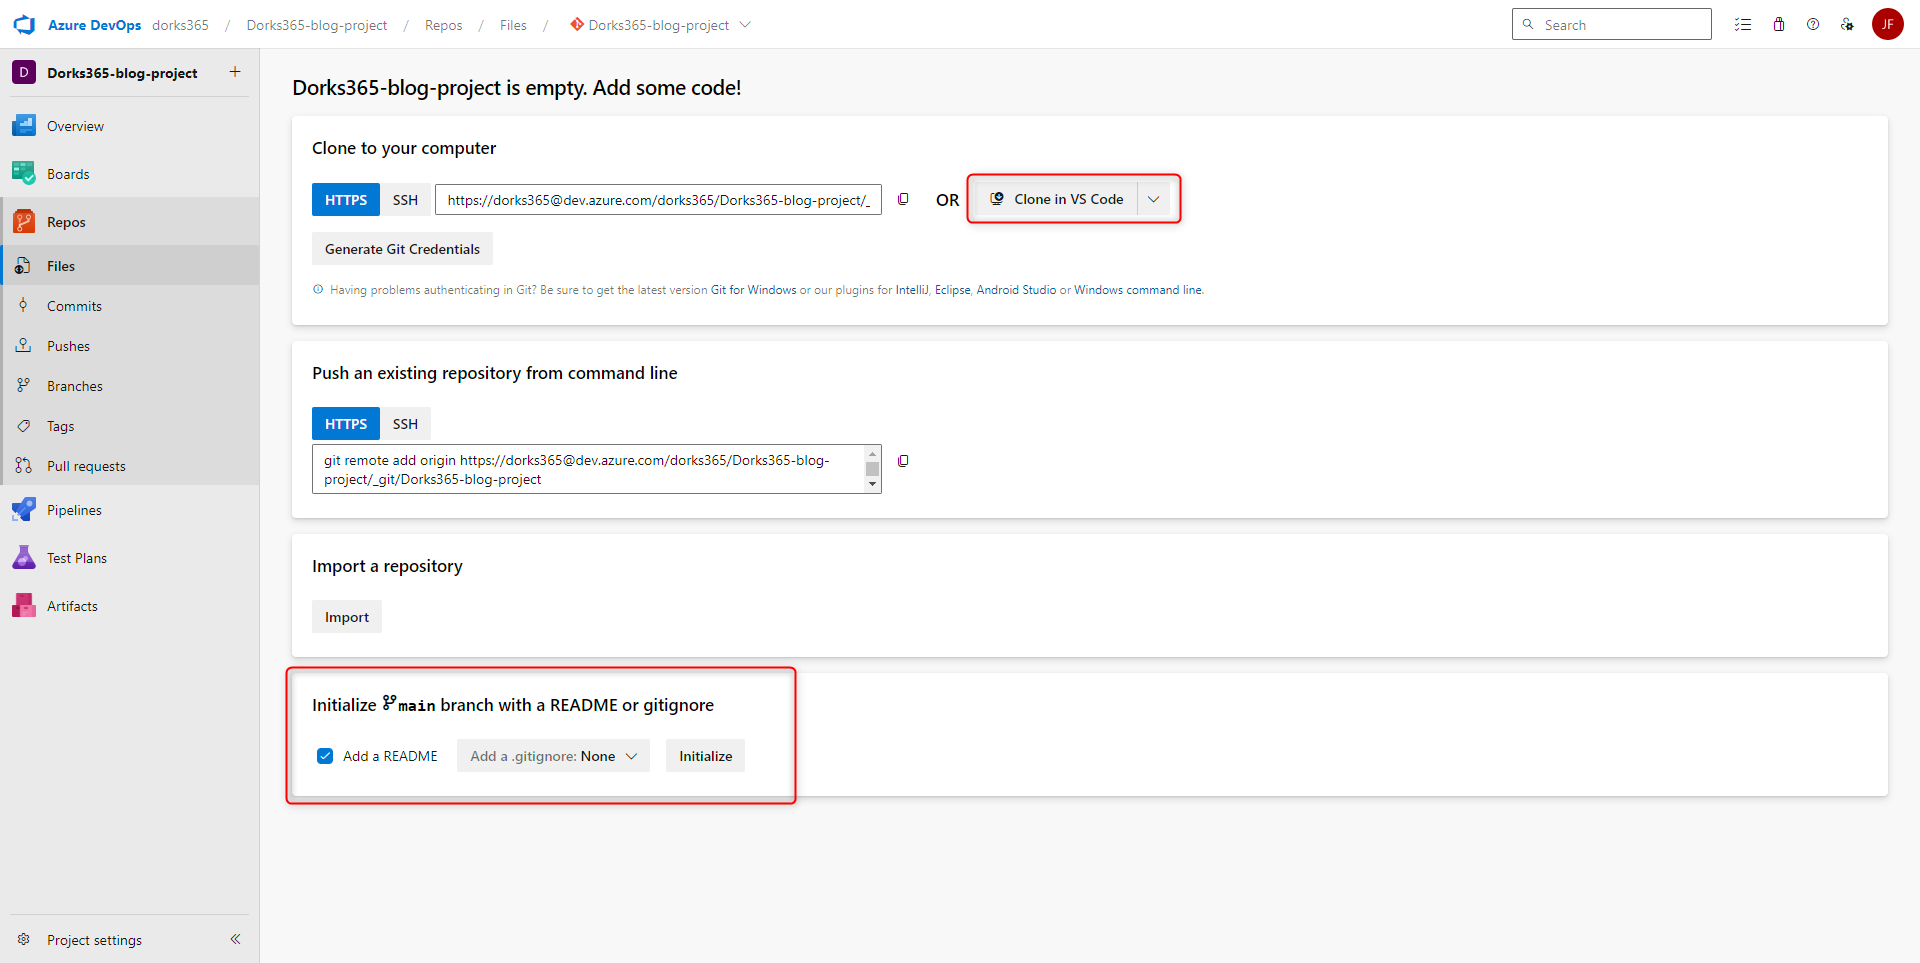 Azure DevOps dorks365 / Dorks365-blog-project / Repos / Files / Dorks365-blog-project
Search
JF
D Dorks365-blog-project +
Overview
Boards
Repos
Files
Commits
Pushes
Branches
Tags
Pull requests
Pipelines
Test Plans
Artifacts
Project settings
Dorks365-blog-project is empty. Add some code!
Clone to your computer
HTTPS SSH https://dorks365@dev.azure.com/dorks365/Dorks365-blog-project/_ OR Clone in VS Code
Generate Git Credentials
Having problems authenticating in Git? Be sure to get the latest version Git for Windows or our plugins for IntelliJ, Eclipse, Android Studio or Windows command line.
Push an existing repository from command line
HTTPS SSH
git remote add origin https://dorks365@dev.azure.com/dorks365/Dorks365-blog-
project/_git/Dorks365-blog-project
Import a repository
Import
Initialize main branch with a README or gitignore
Add a README Add a .gitignore: None Initialize